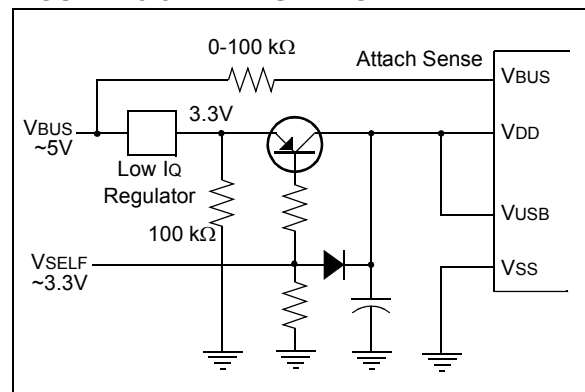 0-100 kΩ
Attach Sense
VBUS
VBUS
~5V
3.3V
VDD
Low IQ
Regulator
100 kΩ
VUSB
VSELF
~3.3V
VSS